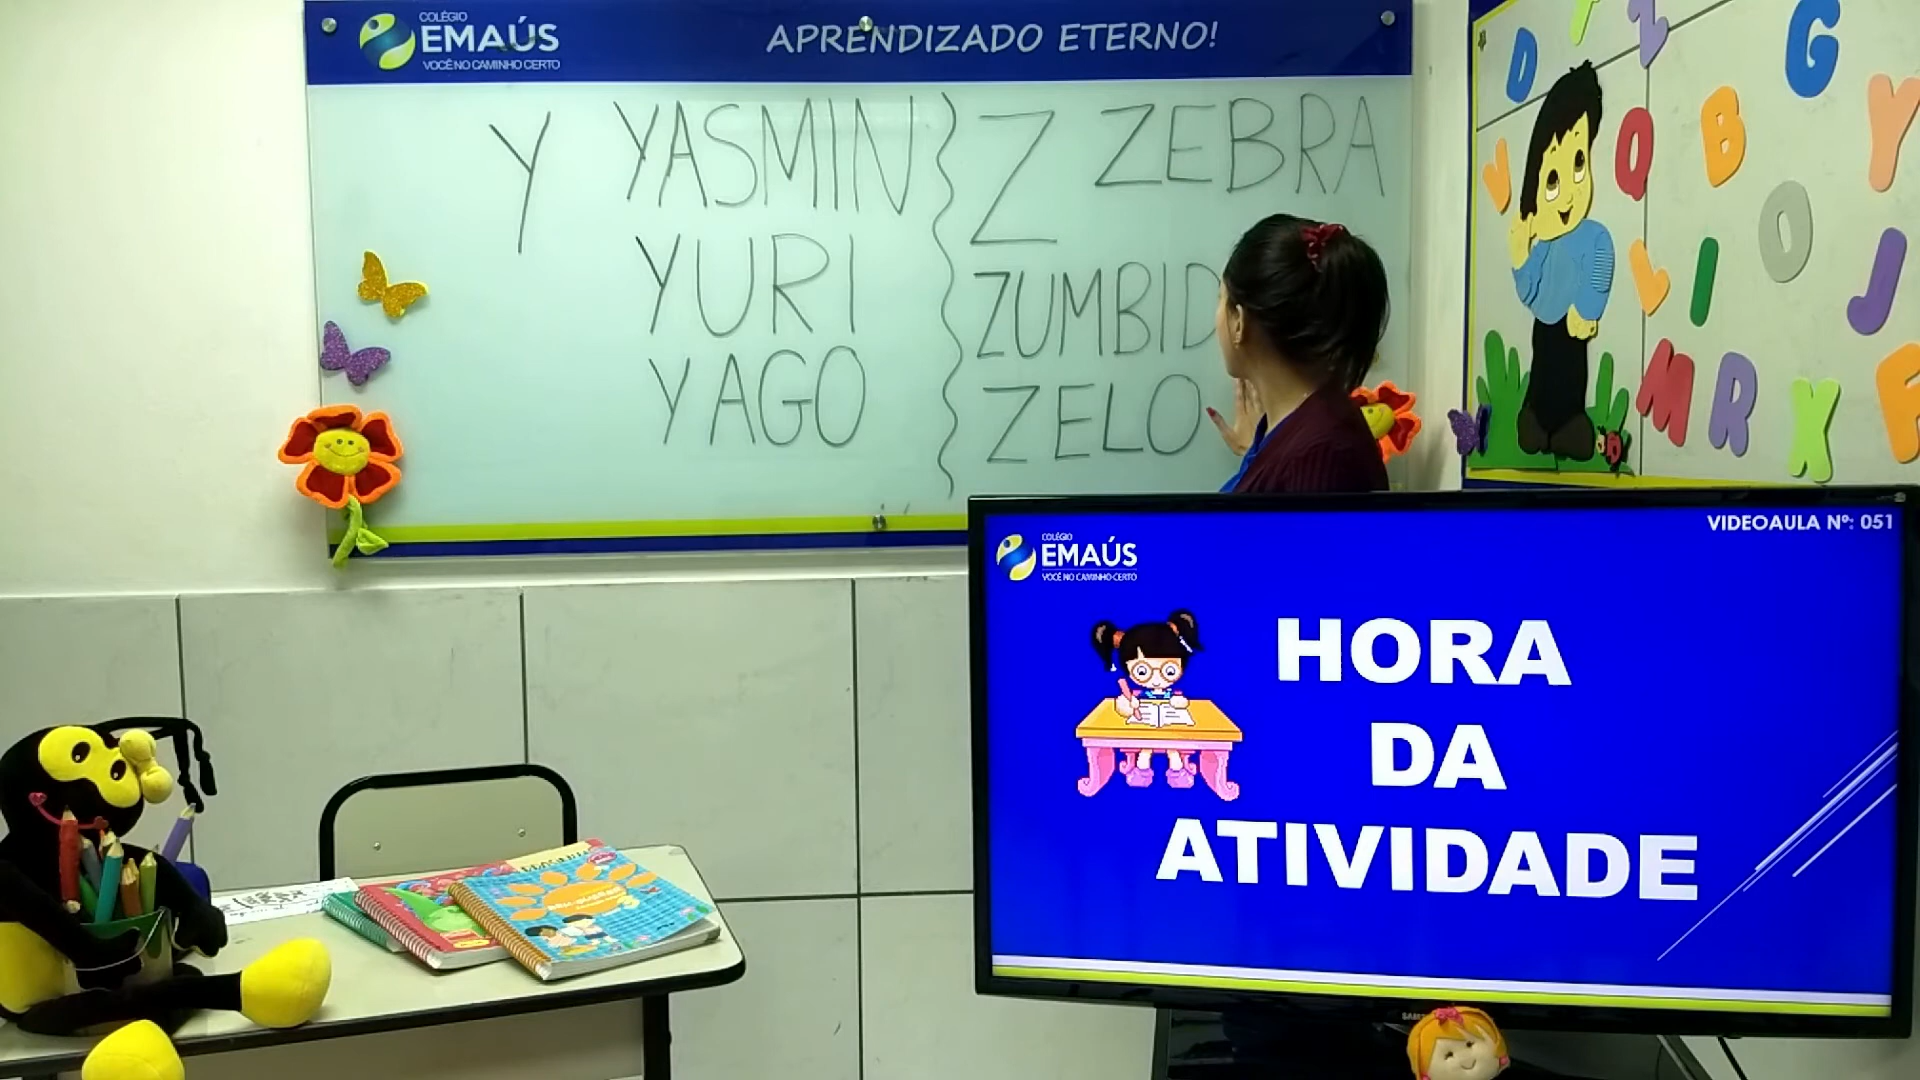 COLÉGIO
EMAÚS
VOCÊ NO CAMINHO CERTO
APRENDIZADO ETERNO!
Y YASMIN
YURI
YAGO
Z ZEBRA
ZUMBID
ZELO
D
Z
G
Q
B
Y
O
L
I
J
M
R
X
F
VIDEOAULA Nº: 051
COLÉGIO
EMAÚS
VOCÊ NO CAMINHO CERTO
HORA
DA
ATIVIDADE